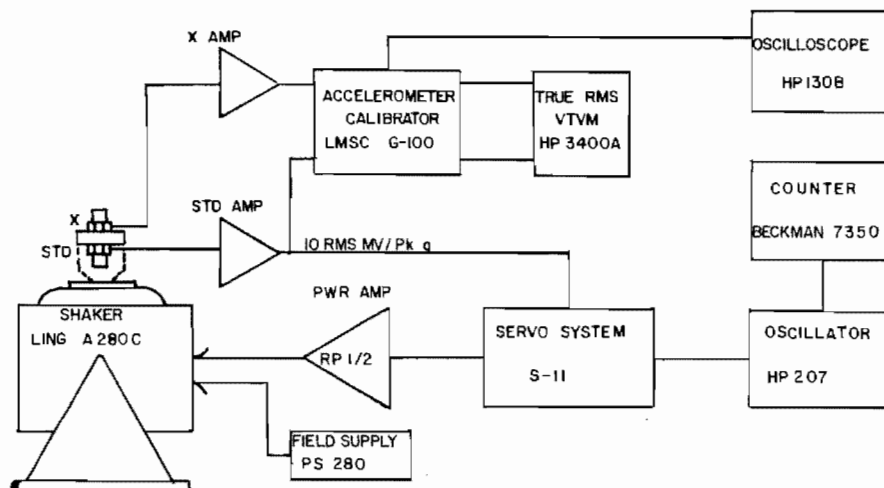 X AMP
OSCILLOSCOPE
HP 130B
ACCELEROMETER
CALIBRATOR
LMSC G-100
TRUE RMS
VTVM
HP 3400A
COUNTER
BECKMAN 7350
X
STD
STD AMP
10 RMS MV/Pk g
PWR AMP
RP 1/2
SHAKER
LING A 280C
SERVO SYSTEM
S-11
OSCILLATOR
HP 207
FIELD SUPPLY
PS 280